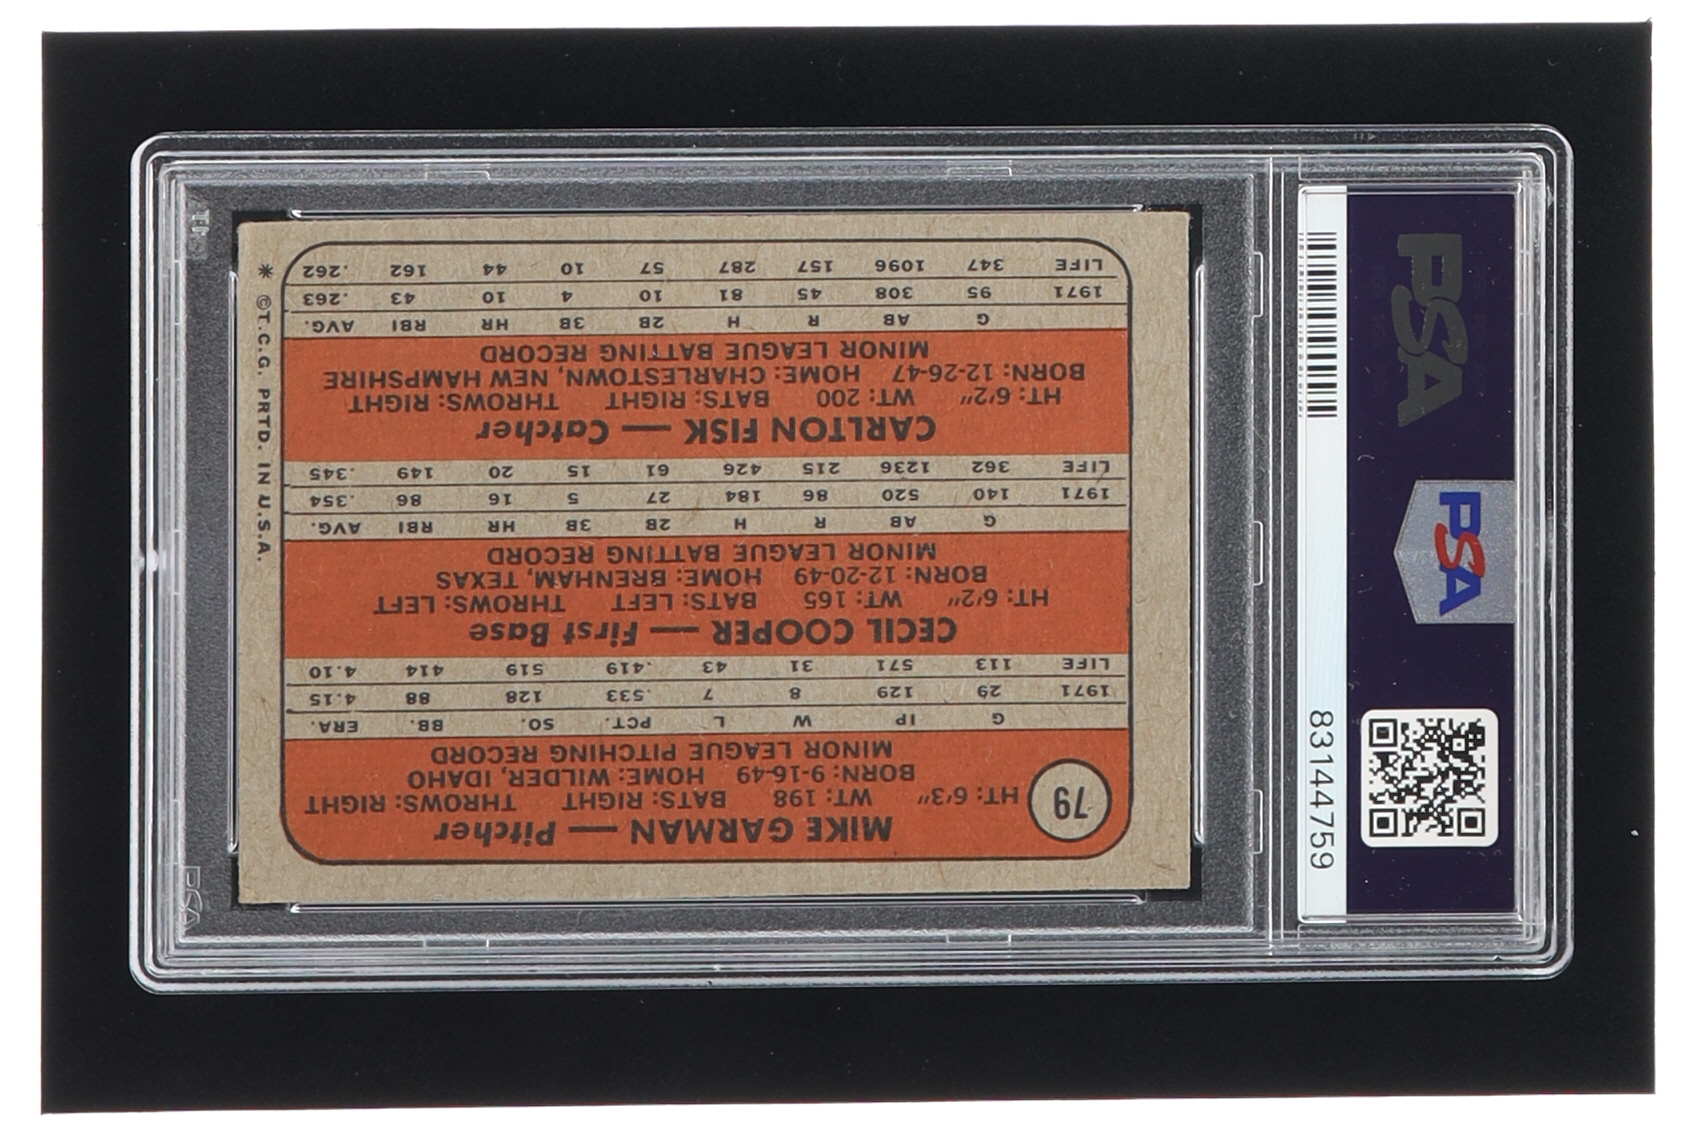 79
MIKE GARMAN — Pitcher
HT: 6'3" WT: 198 BATS: RIGHT THROWS: RIGHT
BORN: 9-16-49 HOME: WILDER, IDAHO
MINOR LEAGUE PITCHING RECORD
G IP W L PCT. SO. BB. ERA.
1971 29 129 8 7 .533 128 88 4.15
LIFE 113 571 31 43 .419 519 414 4.10
CECIL COOPER — First Base
HT: 6'2" WT: 165 BATS: LEFT THROWS: LEFT
BORN: 12-20-49 HOME: BRENHAM, TEXAS
MINOR LEAGUE BATTING RECORD
G AB R H 2B 3B HR RBI AVG.
1971 140 520 86 184 27 5 16 86 .354
LIFE 362 1236 215 426 61 15 20 149 .345
CARLTON FISK — Catcher
HT: 6'2" WT: 200 BATS: RIGHT THROWS: RIGHT
BORN: 12-26-47 HOME: CHARLESTOWN, NEW HAMPSHIRE
MINOR LEAGUE BATTING RECORD
G AB R H 2B 3B HR RBI AVG.
1971 95 308 45 81 10 4 10 43 .263
LIFE 347 1096 157 287 57 10 44 162 .262
* ©T.C.G. PRTD. IN U.S.A.
PSA
PSA
83144759
PSA